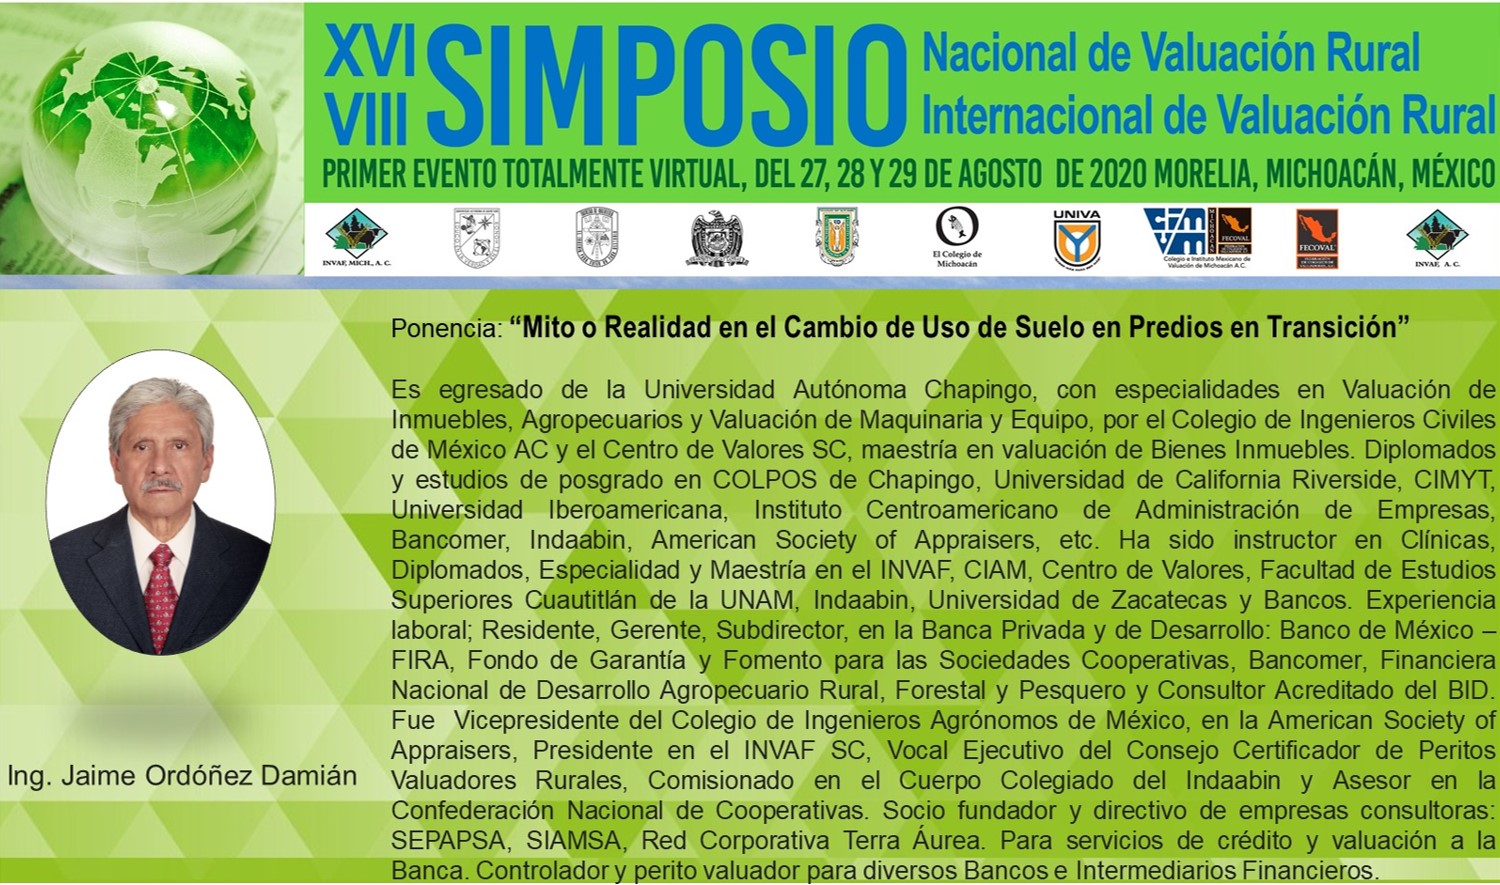 XVI SIMPOSIO Nacional de Valuación Rural
VIII Internacional de Valuación Rural
PRIMER EVENTO TOTALMENTE VIRTUAL, DEL 27, 28 Y 29 DE AGOSTO DE 2020 MORELIA, MICHOACÁN, MÉXICO
INVAF, MICH., A. C.
El Colegio de
Michoacán
UNIVA
CIMVM
MICHOACÁN
FECOVAL
Colegio e Instituto Mexicano de
Valuación de Michoacán A.C.
FECOVAL
INVAF, A. C.
Ponencia: “Mito o Realidad en el Cambio de Uso de Suelo en Predios en Transición”
Es egresado de la Universidad Autónoma Chapingo, con especialidades en Valuación de
Inmuebles, Agropecuarios y Valuación de Maquinaria y Equipo, por el Colegio de Ingenieros Civiles
de México AC y el Centro de Valores SC, maestría en valuación de Bienes Inmuebles. Diplomados
y estudios de posgrado en COLPOS de Chapingo, Universidad de California Riverside, CIMYT,
Universidad Iberoamericana, Instituto Centroamericano de Administración de Empresas,
Bancomer, Indaabin, American Society of Appraisers, etc. Ha sido instructor en Clínicas,
Diplomados, Especialidad y Maestría en el INVAF, CIAM, Centro de Valores, Facultad de Estudios
Superiores Cuautitlán de la UNAM, Indaabin, Universidad de Zacatecas y Bancos. Experiencia
laboral; Residente, Gerente, Subdirector, en la Banca Privada y de Desarrollo: Banco de México –
FIRA, Fondo de Garantía y Fomento para las Sociedades Cooperativas, Bancomer, Financiera
Nacional de Desarrollo Agropecuario Rural, Forestal y Pesquero y Consultor Acreditado del BID.
Fue Vicepresidente del Colegio de Ingenieros Agrónomos de México, en la American Society of
Appraisers, Presidente en el INVAF SC, Vocal Ejecutivo del Consejo Certificador de Peritos
Valuadores Rurales, Comisionado en el Cuerpo Colegiado del Indaabin y Asesor en la
Confederación Nacional de Cooperativas. Socio fundador y directivo de empresas consultoras:
SEPAPSA, SIAMSA, Red Corporativa Terra Áurea. Para servicios de crédito y valuación a la
Banca. Controlador y perito valuador para diversos Bancos e Intermediarios Financieros.
Ing. Jaime Ordóñez Damián